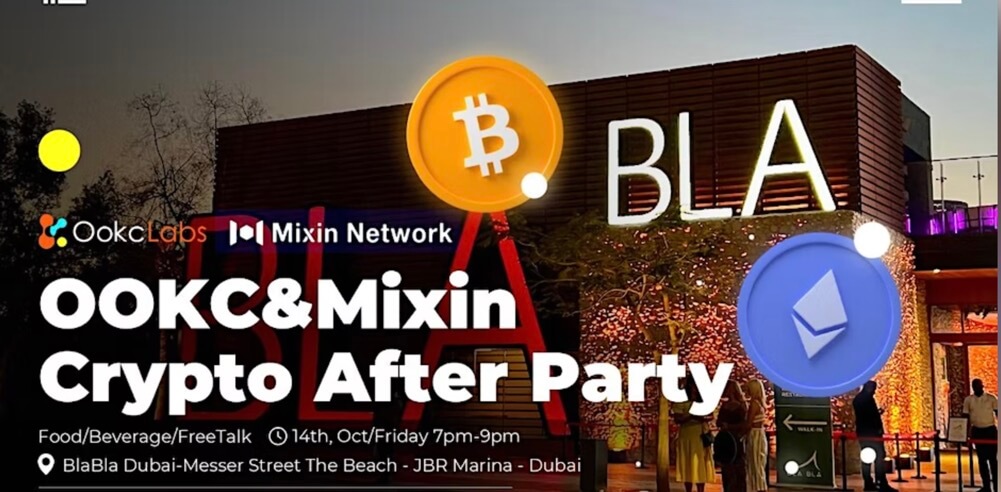 BLA
BLA
OokcLabs
Mixin Network
OOKC&Mixin
Crypto After Party
Food/Beverage/FreeTalk 14th, Oct/Friday 7pm-9pm
BlaBla Dubai-Messer Street The Beach - JBR Marina - Dubai
WALK-IN